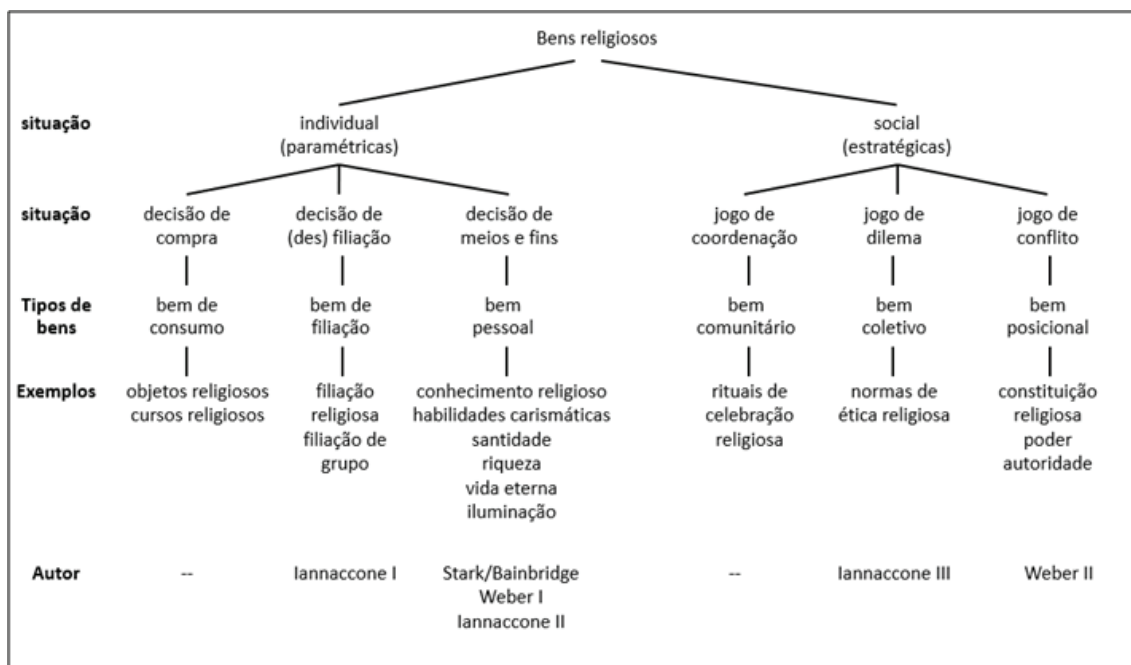 Bens religiosos
situação individual social
(paramétricas) (estratégicas)
situação decisão de decisão de decisão de jogo de jogo de jogo de
compra (des) filiação meios e fins coordenação dilema conflito
Tipos de bem de bem de bem bem bem bem
bens consumo filiação pessoal comunitário coletivo posicional
Exemplos objetos religiosos filiação conhecimento religioso rituais de normas de constituição
cursos religiosos religiosa habilidades carismáticas celebração ética religiosa religiosa
filiação de santidade religiosa poder
grupo riqueza autoridade
vida eterna
iluminação
Autor -- Iannaccone I Stark/Bainbridge -- Iannaccone III Weber II
Weber I
Iannaccone II